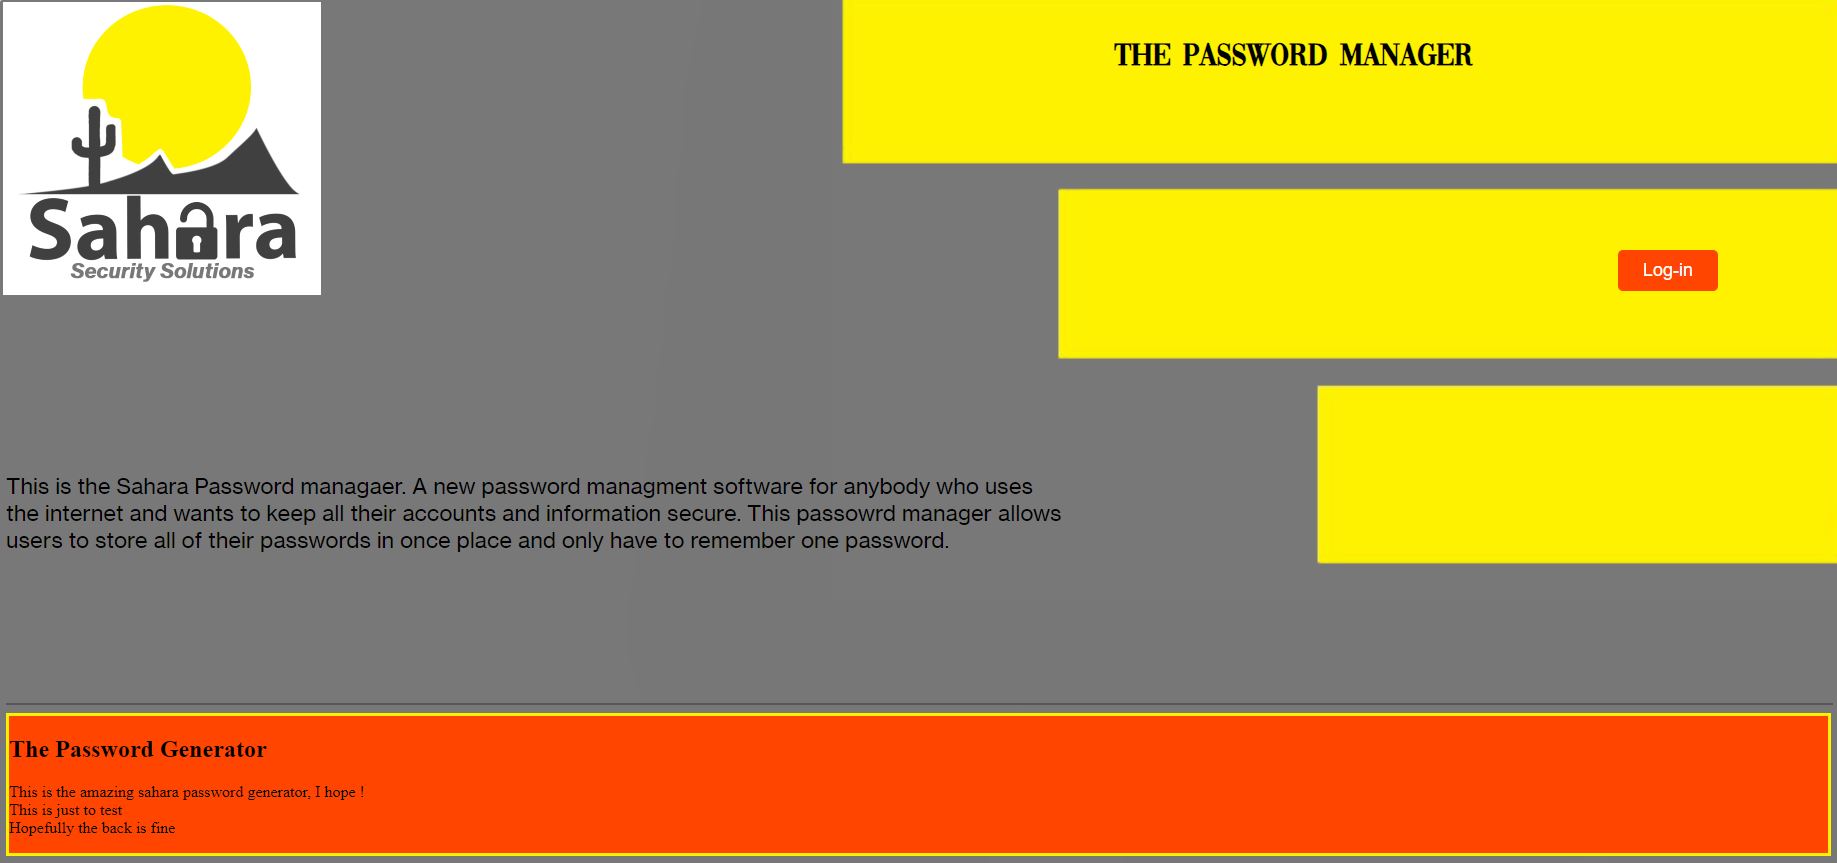 THE PASSWORD MANAGER
Sahara
Security Solutions
Log-in
This is the Sahara Password managaer. A new password managment software for anybody who uses
the internet and wants to keep all their accounts and information secure. This passowrd manager allows
users to store all of their passwords in once place and only have to remember one password.
The Password Generator
This is the amazing sahara password generator, I hope !
This is just to test
Hopefully the back is fine